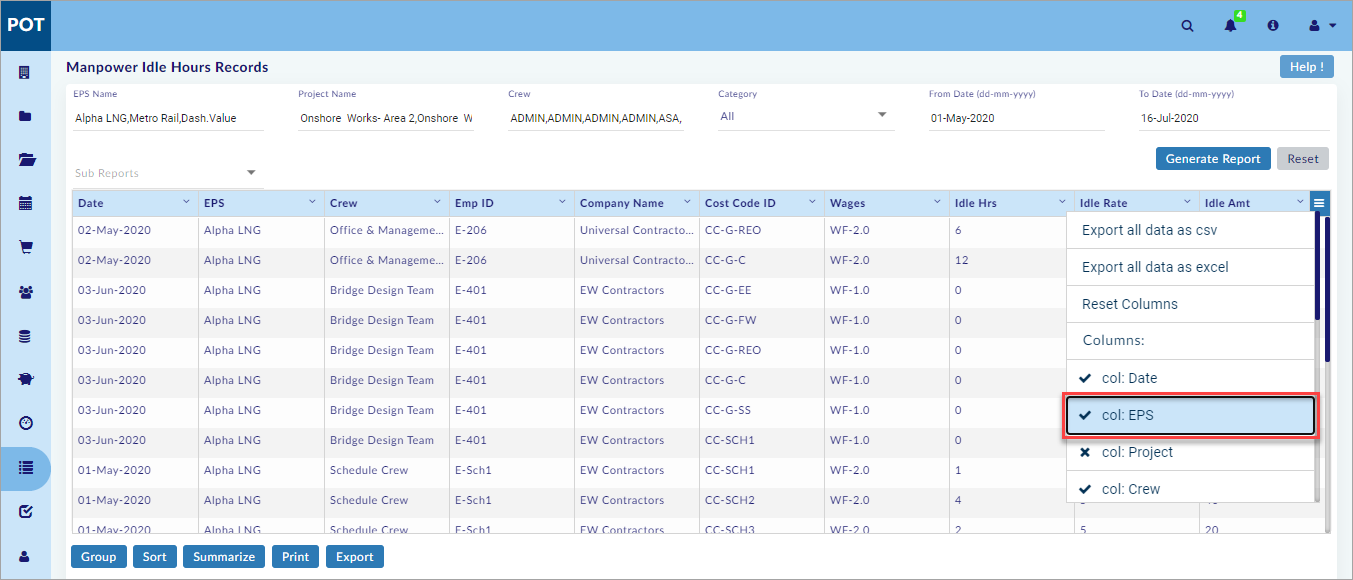 POT
4
Manpower Idle Hours Records
Help !
EPS Name Project Name Crew Category From Date (dd-mm-yyyy) To Date (dd-mm-yyyy)
Alpha LNG,Metro Rail,Dash.Value Onshore Works- Area 2,Onshore W ADMIN,ADMIN,ADMIN,ADMIN,ASA, All 01-May-2020 16-Jul-2020
Generate Report Reset
Sub Reports
Date EPS Crew Emp ID Company Name Cost Code ID Wages Idle Hrs Idle Rate Idle Amt
02-May-2020 Alpha LNG Office & Manageme... E-206 Universal Contracto... CC-G-REO WF-2.0 6
02-May-2020 Alpha LNG Office & Manageme... E-206 Universal Contracto... CC-G-C WF-2.0 12
03-Jun-2020 Alpha LNG Bridge Design Team E-401 EW Contractors CC-G-EE WF-1.0 0
03-Jun-2020 Alpha LNG Bridge Design Team E-401 EW Contractors CC-G-FW WF-1.0 0
03-Jun-2020 Alpha LNG Bridge Design Team E-401 EW Contractors CC-G-REO WF-1.0 0
03-Jun-2020 Alpha LNG Bridge Design Team E-401 EW Contractors CC-G-C WF-1.0 0
03-Jun-2020 Alpha LNG Bridge Design Team E-401 EW Contractors CC-G-SS WF-1.0 0
03-Jun-2020 Alpha LNG Bridge Design Team E-401 EW Contractors CC-SCH1 WF-1.0 0
01-May-2020 Alpha LNG Schedule Crew E-Sch1 EW Contractors CC-SCH1 WF-2.0 1
01-May-2020 Alpha LNG Schedule Crew E-Sch1 EW Contractors CC-SCH2 WF-2.0 4
01-May-2020 Alpha LNG Schedule Crew E-Sch1 EW Contractors CC-SCH3 WF-2.0 2 5 20
Export all data as csv
Export all data as excel
Reset Columns
Columns:
col: Date
col: EPS
col: Project
col: Crew
Group Sort Summarize Print Export